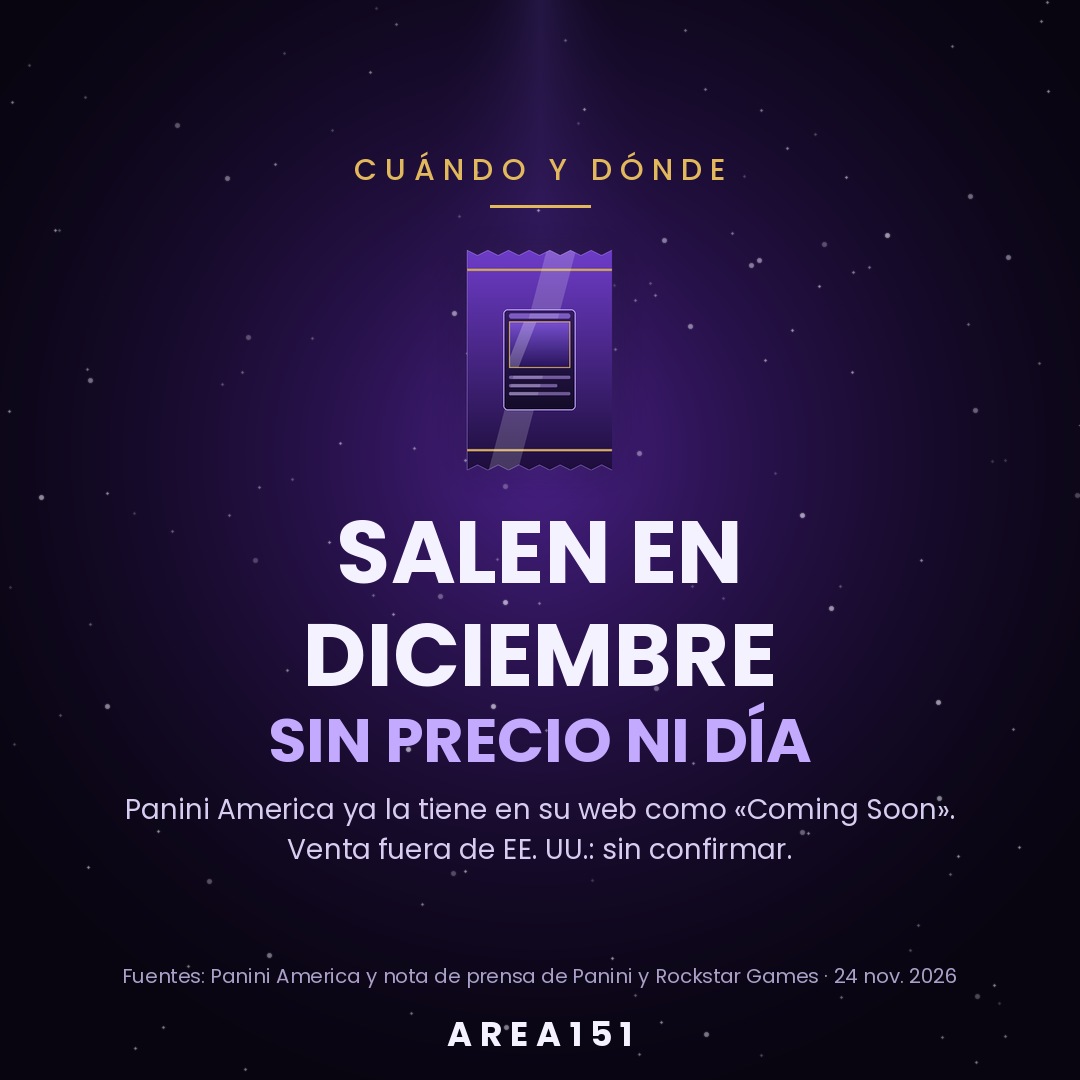 CUÁNDO Y DÓNDE
SALEN EN
DICIEMBRE
SIN PRECIO NI DÍA
Panini America ya la tiene en su web como «Coming Soon».
Venta fuera de EE. UU.: sin confirmar.
Fuentes: Panini America y nota de prensa de Panini y Rockstar Games · 24 nov. 2026
AREA151